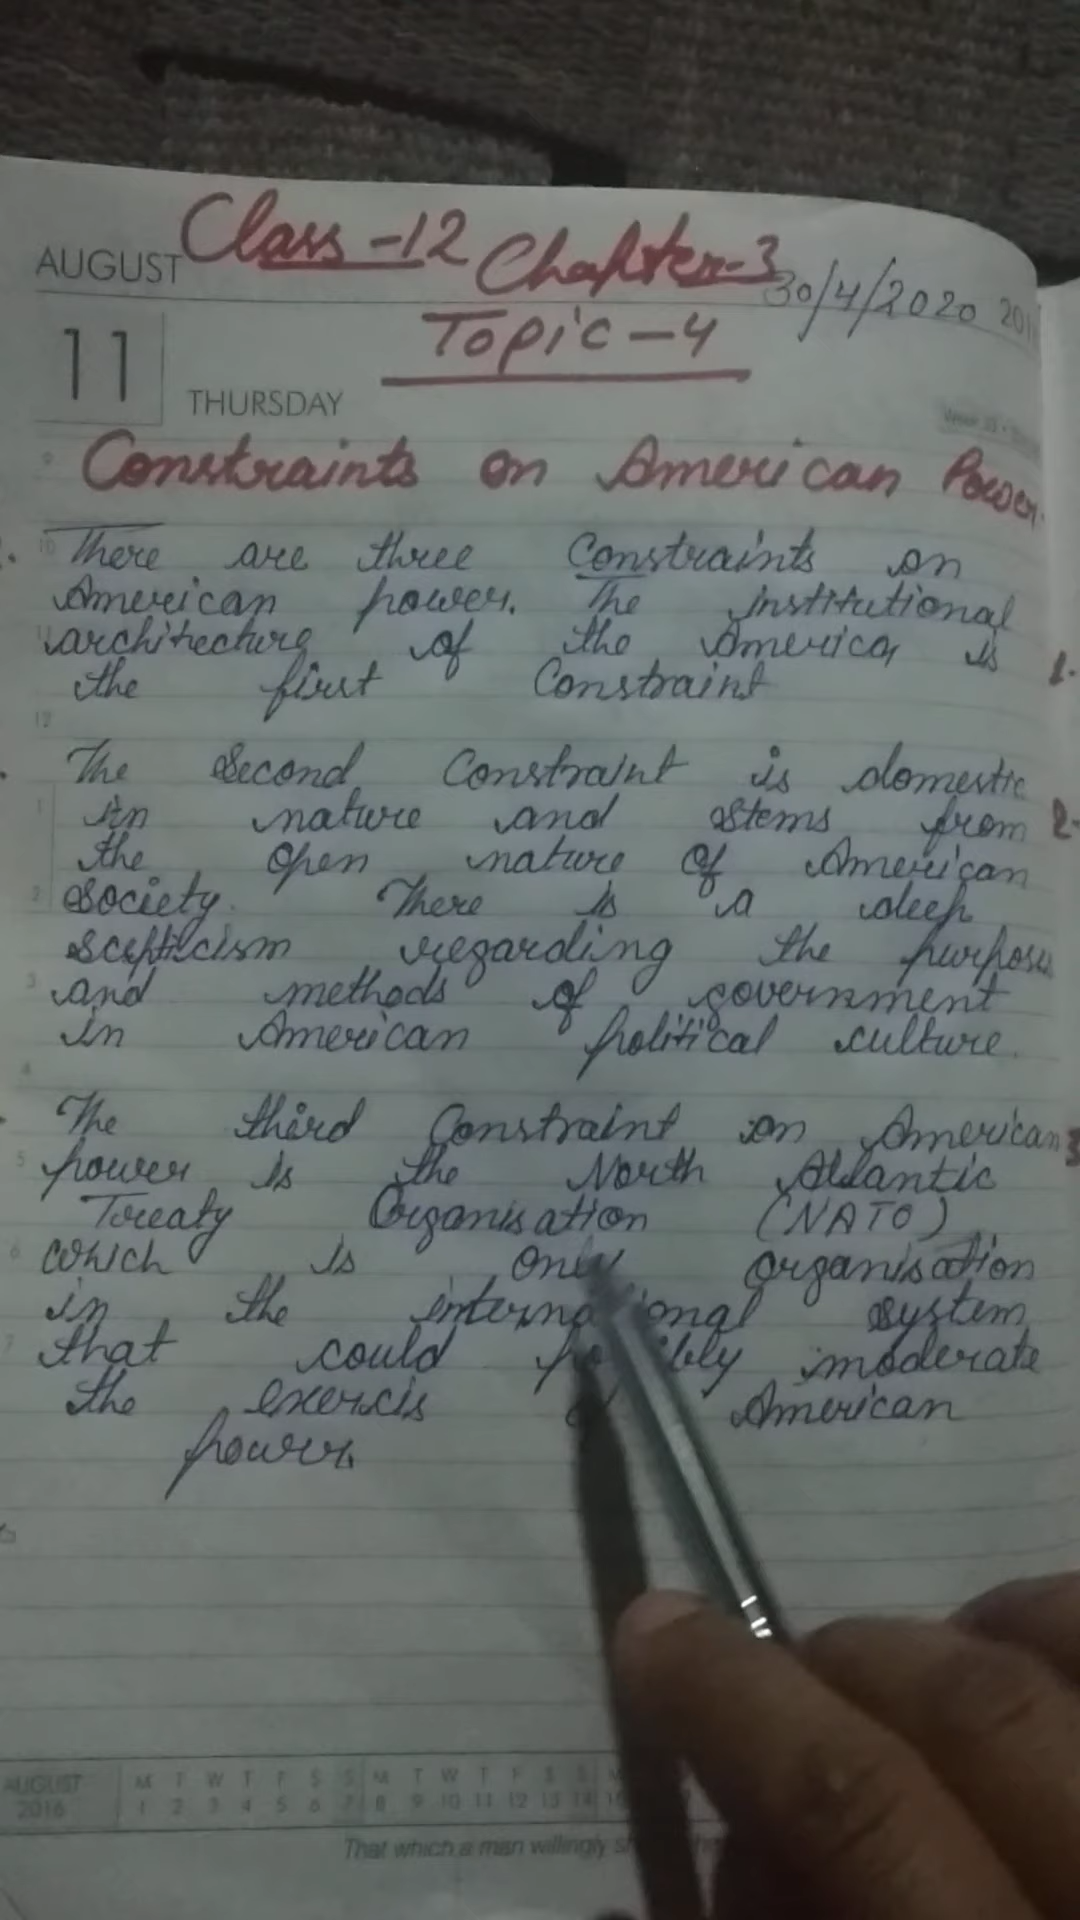 Class-12 Chapter-3
AUGUST
30/4/2020 201
Topic-4
11
THURSDAY
Constraints on American Power.
There are three Constraints on
American power. The institutional
architecture of the America is
the first Constraint
The Second Constraint is domestic
in nature and stems from
the open nature of American
Society. There is a deep
scepticism regarding the purposes
and methods of government
in American political culture.
The third Constraint on American
power is the North Atlantic
Treaty Organisation (NATO)
which is only organisation
in the international system
that could possibly moderate
the exercis of American
power.
1.
2.
3
AUGUST M T W T F S S M T W T F S S
2016 1 2 3 4 5 6 7 8 9 10 11 12 13 14
That which a man willingly